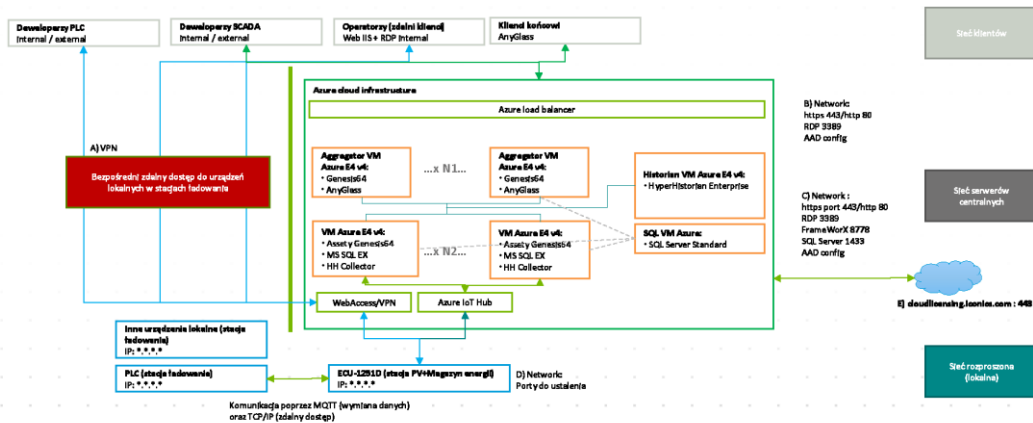 Deweloperzy PLC
Internal / external
Deweloperzy SCADA
Internal / external
Operatorzy (zdalni klienci)
Web IIS + RDP Internal
Klienci końcowi
AnyGlass
Sieć klientów
Azure cloud infrastructure
Azure load balancer
A) VPN
Bezpośredni zdalny dostęp do urządzeń
lokalnych w stacjach ładowania
Aggregator VM
Azure E4 v4:
• Genesis64
• AnyGlass
...x N1...
Aggregator VM
Azure E4 v4:
• Genesis64
• AnyGlass
Historian VM Azure E4 v4:
• HyperHistorian Enterprise
B) Network:
https 443/http 80
RDP 3389
AAD config
Sieć serwerów
centralnych
C) Network :
https port 443/http 80
RDP 3389
FrameWorX 8778
SQL Server 1433
AAD config
VM Azure E4 v4:
• Assety Genesis64
• MS SQL EX
• HH Collector
...x N2...
VM Azure E4 v4:
• Assety Genesis64
• MS SQL EX
• HH Collector
SQL VM Azure:
• SQL Server Standard
WebAccess/VPN
Azure IoT Hub
E) cloudlicensing.iconics.com : 443
Inne urządzenia lokalne (stacja
ładowania)
IP: *.*.*.*
PLC (stacja ładowania)
IP: *.*.*.*
ECU-1251D (stacja PV+Magazyn energii)
IP: *.*.*.*
D) Network:
Porty do ustalenia
Sieć rozproszona
(lokalna)
Komunikacja poprzez MQTT (wymiana danych)
oraz TCP/IP (zdalny dostęp)